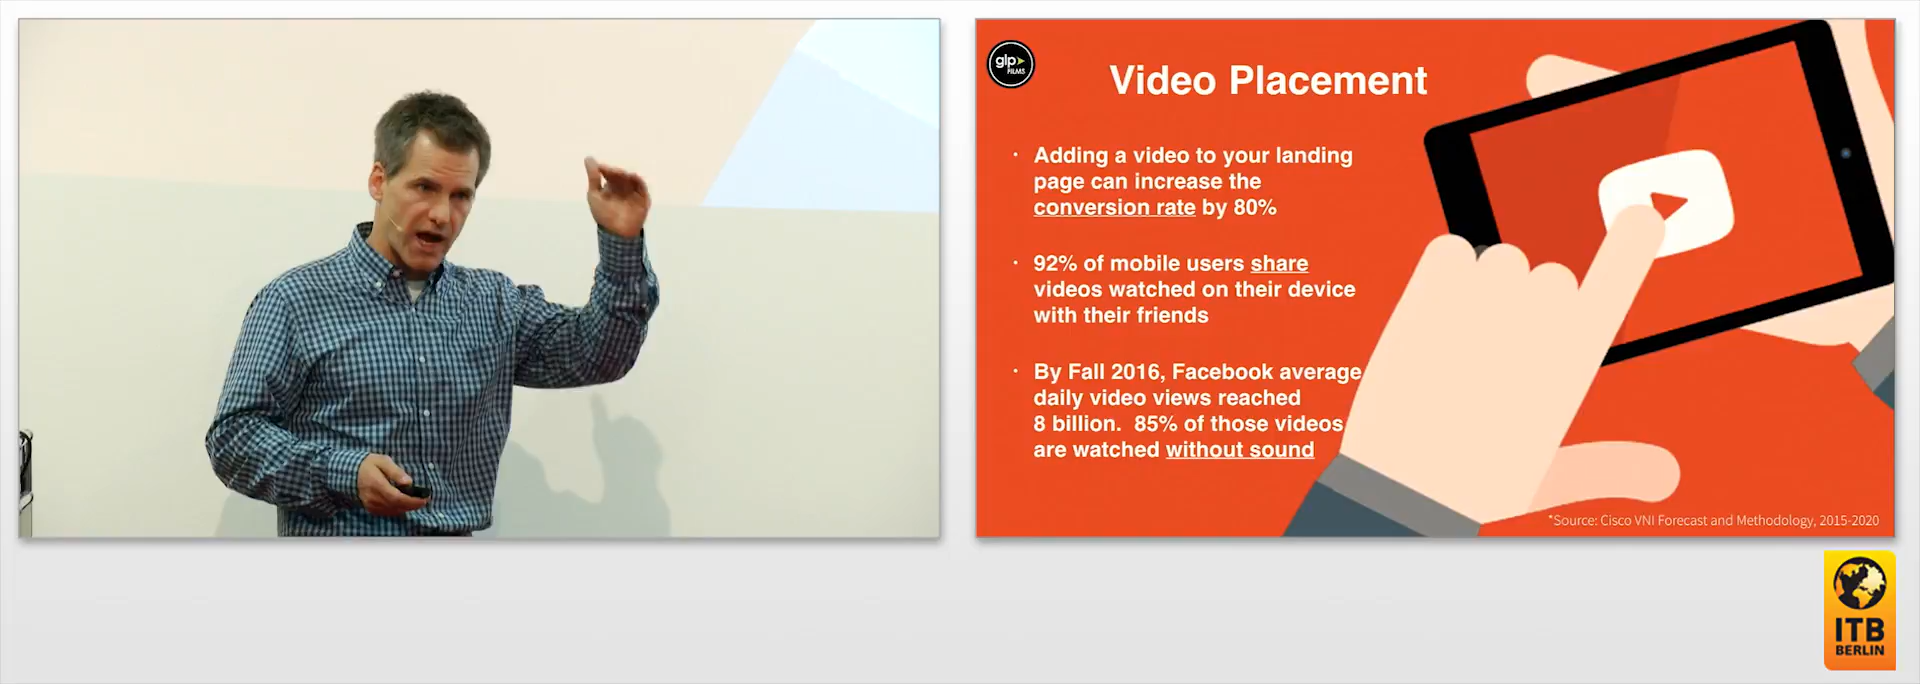 glp
FILMS
Video Placement
· Adding a video to your landing
page can increase the
conversion rate by 80%
· 92% of mobile users share
videos watched on their device
with their friends
· By Fall 2016, Facebook average
daily video views reached
8 billion.  85% of those videos
are watched without sound
*Source: Cisco VNI Forecast and Methodology, 2015-2020
ITB
BERLIN